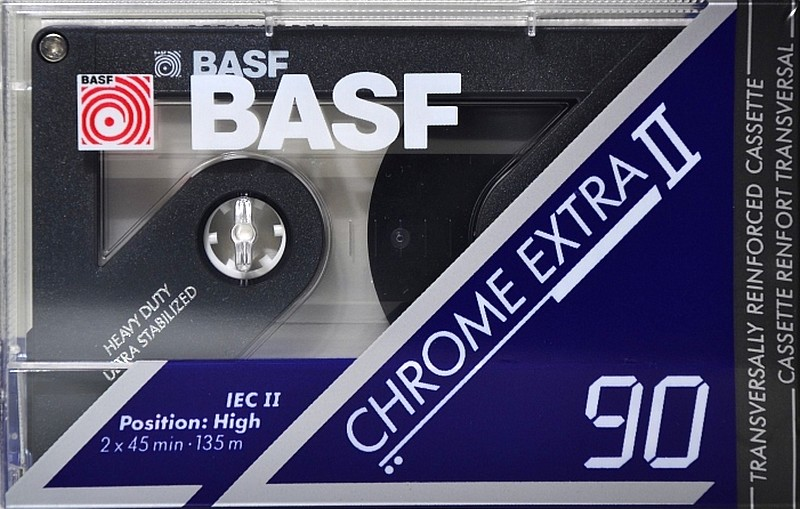 BASF
BASF
BASF
CHROME EXTRA II
HEAVY DUTY
ULTRA STABILIZED
IEC II
Position: High
2 x 45 min · 135 m
90
TRANSVERSALLY REINFORCED CASSETTE
CASSETTE RENFORT TRANSVERSAL